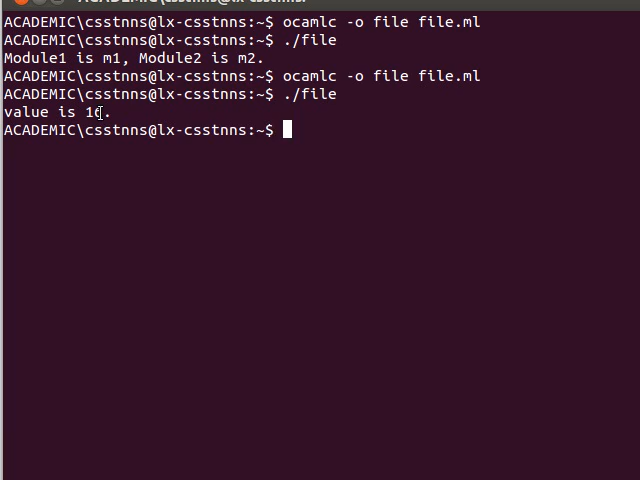 ACADEMIC\csstnns@lx-csstnns:~$ ocamlc -o file file.ml
ACADEMIC\csstnns@lx-csstnns:~$ ./file
Module1 is m1, Module2 is m2.
ACADEMIC\csstnns@lx-csstnns:~$ ocamlc -o file file.ml
ACADEMIC\csstnns@lx-csstnns:~$ ./file
value is 16.
ACADEMIC\csstnns@lx-csstnns:~$